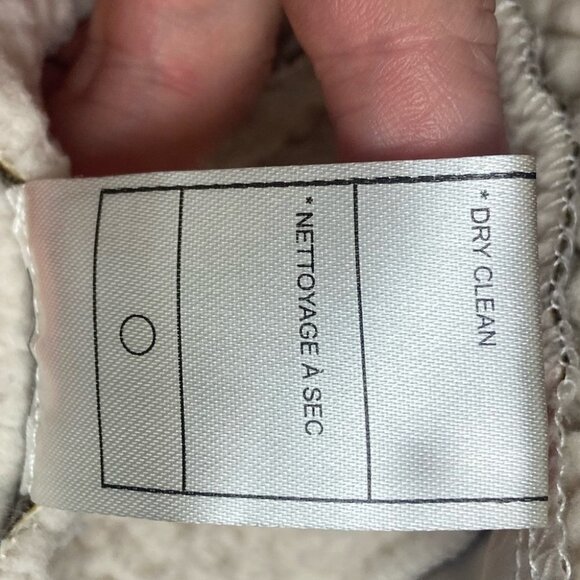 * DRY CLEAN
* NETTOYAGE À SEC